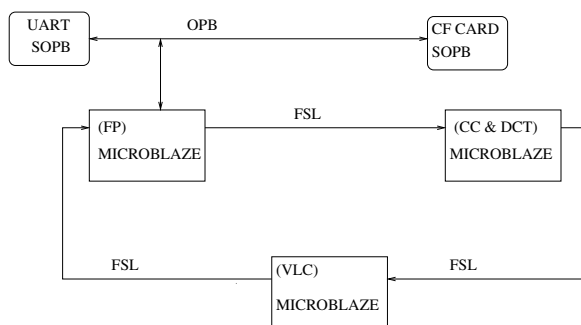 UART
SOPB
OPB
CF CARD
SOPB
(FP)
MICROBLAZE
FSL
(CC & DCT)
MICROBLAZE
FSL
(VLC)
MICROBLAZE
FSL